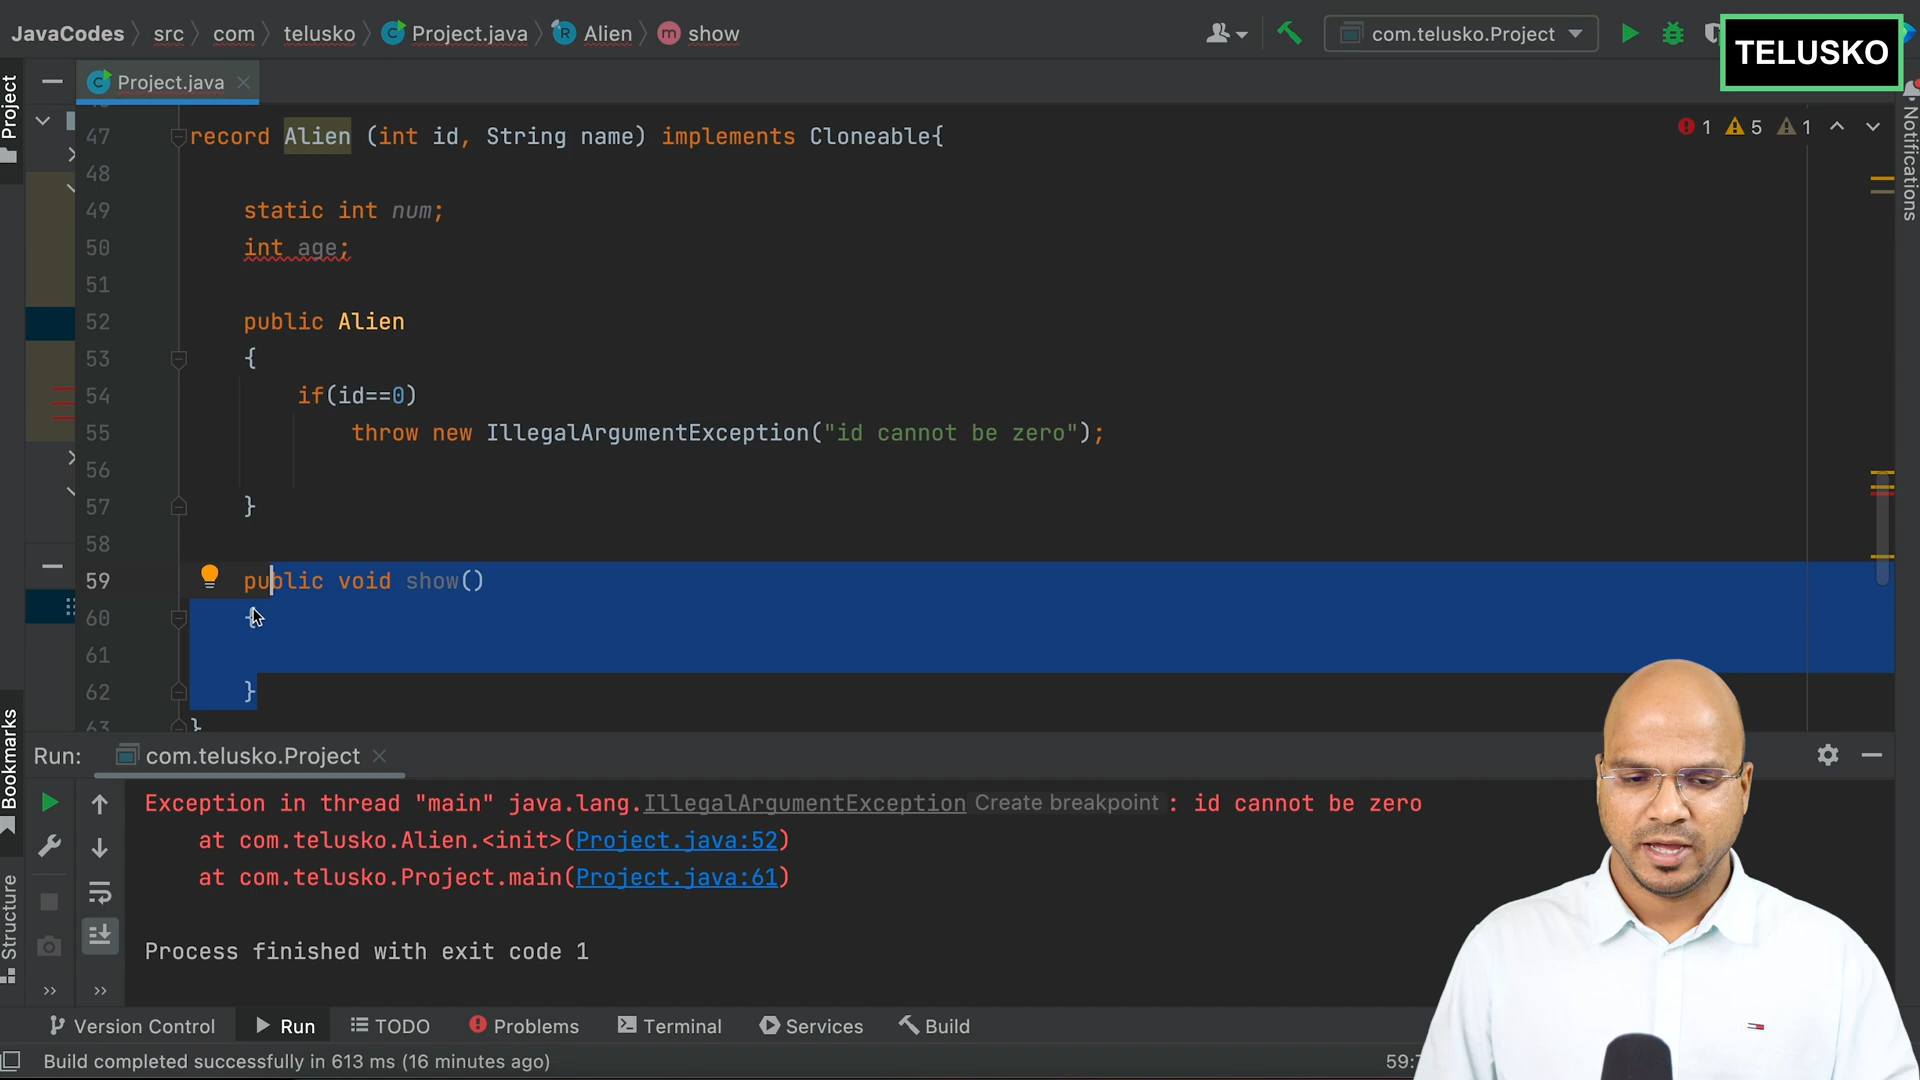 JavaCodes src com telusko Project.java Alien show
com.telusko.Project
TELUSKO
Project
Project.java
Notifications
1 5 1
47 record Alien (int id, String name) implements Cloneable{
48
49 static int num;
50 int age;
51
52 public Alien
53 {
54 if(id==0)
55 throw new IllegalArgumentException("id cannot be zero");
56
57 }
58
59 public void show()
60 {
61
62 }
63 }
Bookmarks
Structure
Run: com.telusko.Project
Exception in thread "main" java.lang.IllegalArgumentException Create breakpoint : id cannot be zero
at com.telusko.Alien.<init>(Project.java:52)
at com.telusko.Project.main(Project.java:61)
Process finished with exit code 1
Version Control Run TODO Problems Terminal Services Build
Build completed successfully in 613 ms (16 minutes ago)